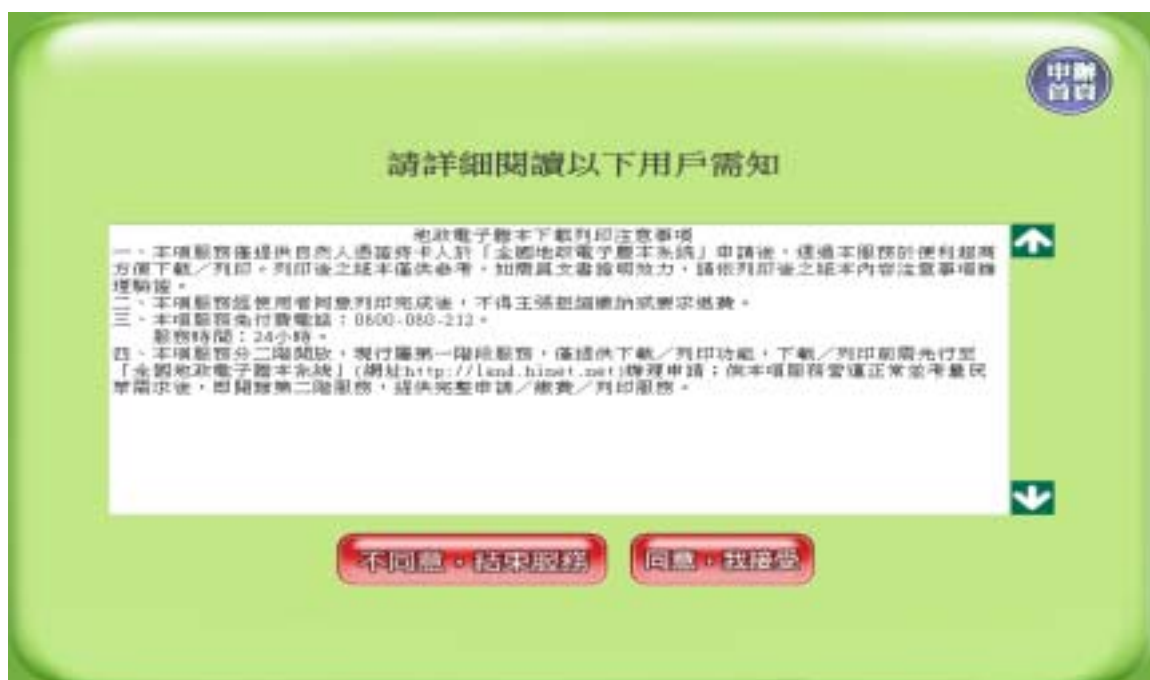 申辦
首頁
請詳細閱讀以下用戶需知
地政電子謄本下載列印注意事項
一、本項服務僅提供自然人憑證持卡人於「全國地政電子謄本系統」申請後，透過本服務於便利超商
方便下載／列印。列印後之紙本僅供參考，如需具文書證明效力，請依列印後之紙本內容注意事項辦
理驗證。
二、本項服務經使用者同意列印完成後，不得主張拒絕繳納或要求退費。
三、本項服務免付費電話：0800-080-212。
服務時間：24小時。
四、本項服務分二階開放，現行屬第一階段服務，僅提供下載／列印功能，下載／列印前需先行至
「全國地政電子謄本系統」(網址http://land.hinet.net)辦理申請；俟本項服務營運正常並考量民
眾需求後，即開辦第二階服務，提供完整申請／繳費／列印服務。
不同意，結束服務
同意，我接受